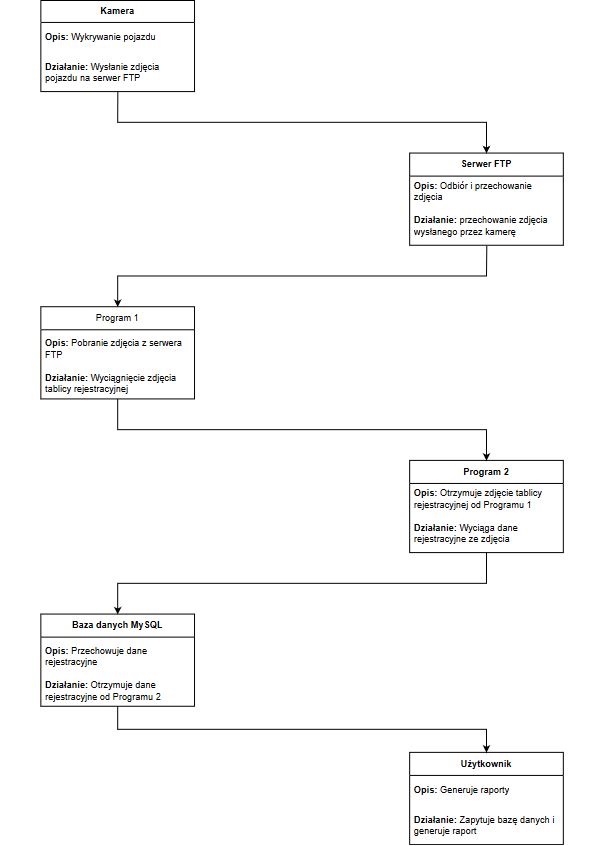 Kamera
Opis: Wykrywanie pojazdu
Działanie: Wysłanie zdjęcia
pojazdu na serwer FTP
Serwer FTP
Opis: Odbiór i przechowanie
zdjęcia
Działanie: przechowanie zdjęcia
wysłanego przez kamerę
Program 1
Opis: Pobranie zdjęcia z serwera
FTP
Działanie: Wyciągnięcie zdjęcia
tablicy rejestracyjnej
Program 2
Opis: Otrzymuje zdjęcie tablicy
rejestracyjnej od Programu 1
Działanie: Wyciąga dane
rejestracyjne ze zdjęcia
Baza danych MySQL
Opis: Przechowuje dane
rejestracyjne
Działanie: Otrzymuje dane
rejestracyjne od Programu 2
Użytkownik
Opis: Generuje raporty
Działanie: Zapytuje bazę danych i
generuje raport